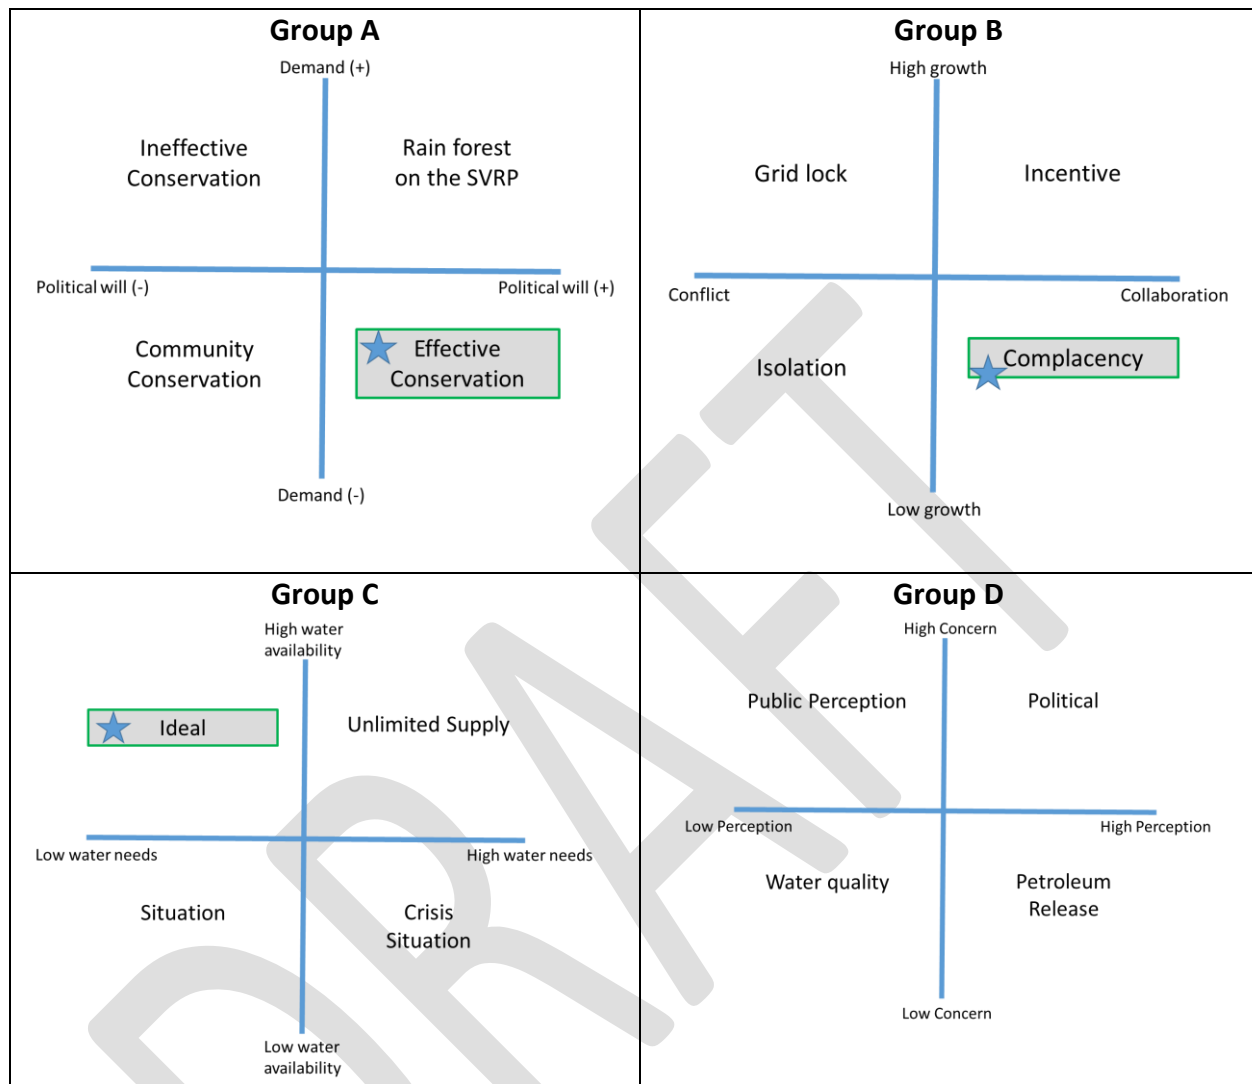 Group A
Demand (+)
Ineffective
Conservation
Rain forest
on the SVRP
Political will (-)
Political will (+)
Community
Conservation
Effective
Conservation
Demand (-)
Group B
High growth
Grid lock
Incentive
Conflict
Collaboration
Isolation
Complacency
Low growth
Group C
High water
availability
Ideal
Unlimited Supply
Low water needs
High water needs
Situation
Crisis
Situation
Low water
availability
Group D
High Concern
Public Perception
Political
Low Perception
High Perception
Water quality
Petroleum
Release
Low Concern
DRAFT